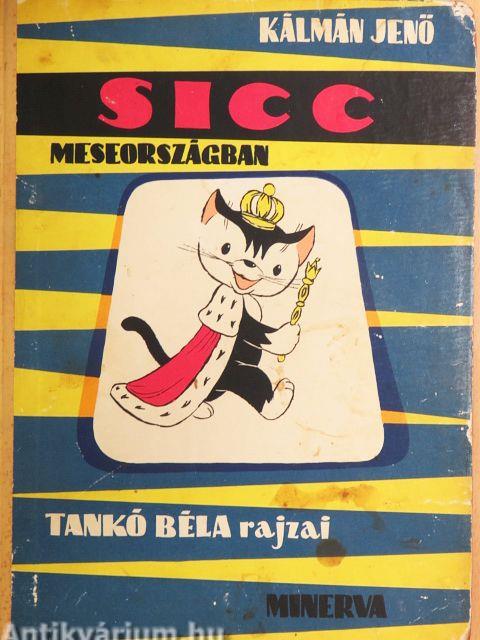 KÁLMÁN JENŐ
SICC
MESEORSZÁGBAN
TANKÓ BÉLA rajzai
MINERVA
Antikvárium.hu